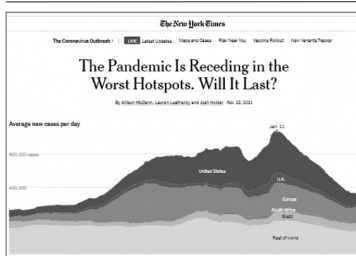 The New York Times
The Coronavirus Outbreak › LIVE Latest Updates Maps and Cases Risk Near You Vaccine Rollout New Variants Tracker
The Pandemic Is Receding in the
Worst Hotspots. Will It Last?
By Allison McCann, Lauren Leatherby and Josh Holder Feb. 22, 2021
Average new cases per day
Jan. 11
600,000 cases
United States
U.K.
400,000
Europe
South Africa
Brazil
Rest of world